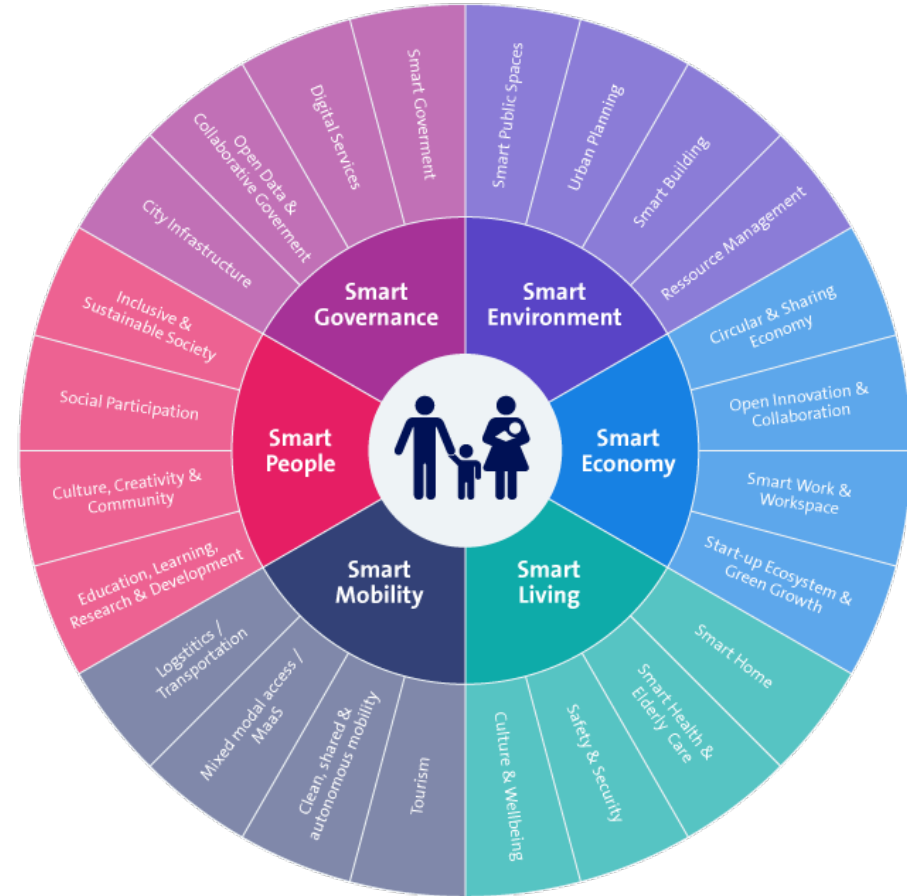 Smart
Governance
Smart Goverment
Digital Services
Open Data &
Collaborative Goverment
City Infrastructure
Smart
Environment
Smart Public Spaces
Urban Planning
Smart Building
Ressource Management
Smart
Economy
Circular & Sharing
Economy
Open Innovation &
Collaboration
Smart Work &
Workspace
Start-up Ecosystem &
Green Growth
Smart
Living
Smart Home
Smart Health &
Elderly Care
Safety & Security
Culture & Wellbeing
Smart
Mobility
Tourism
Clean, shared &
autonomous mobility
Mixed modal access /
MaaS
Logstitics /
Transportation
Smart
People
Education, Learning,
Research & Development
Culture, Creativity &
Community
Social Participation
Inclusive &
Sustainable Society